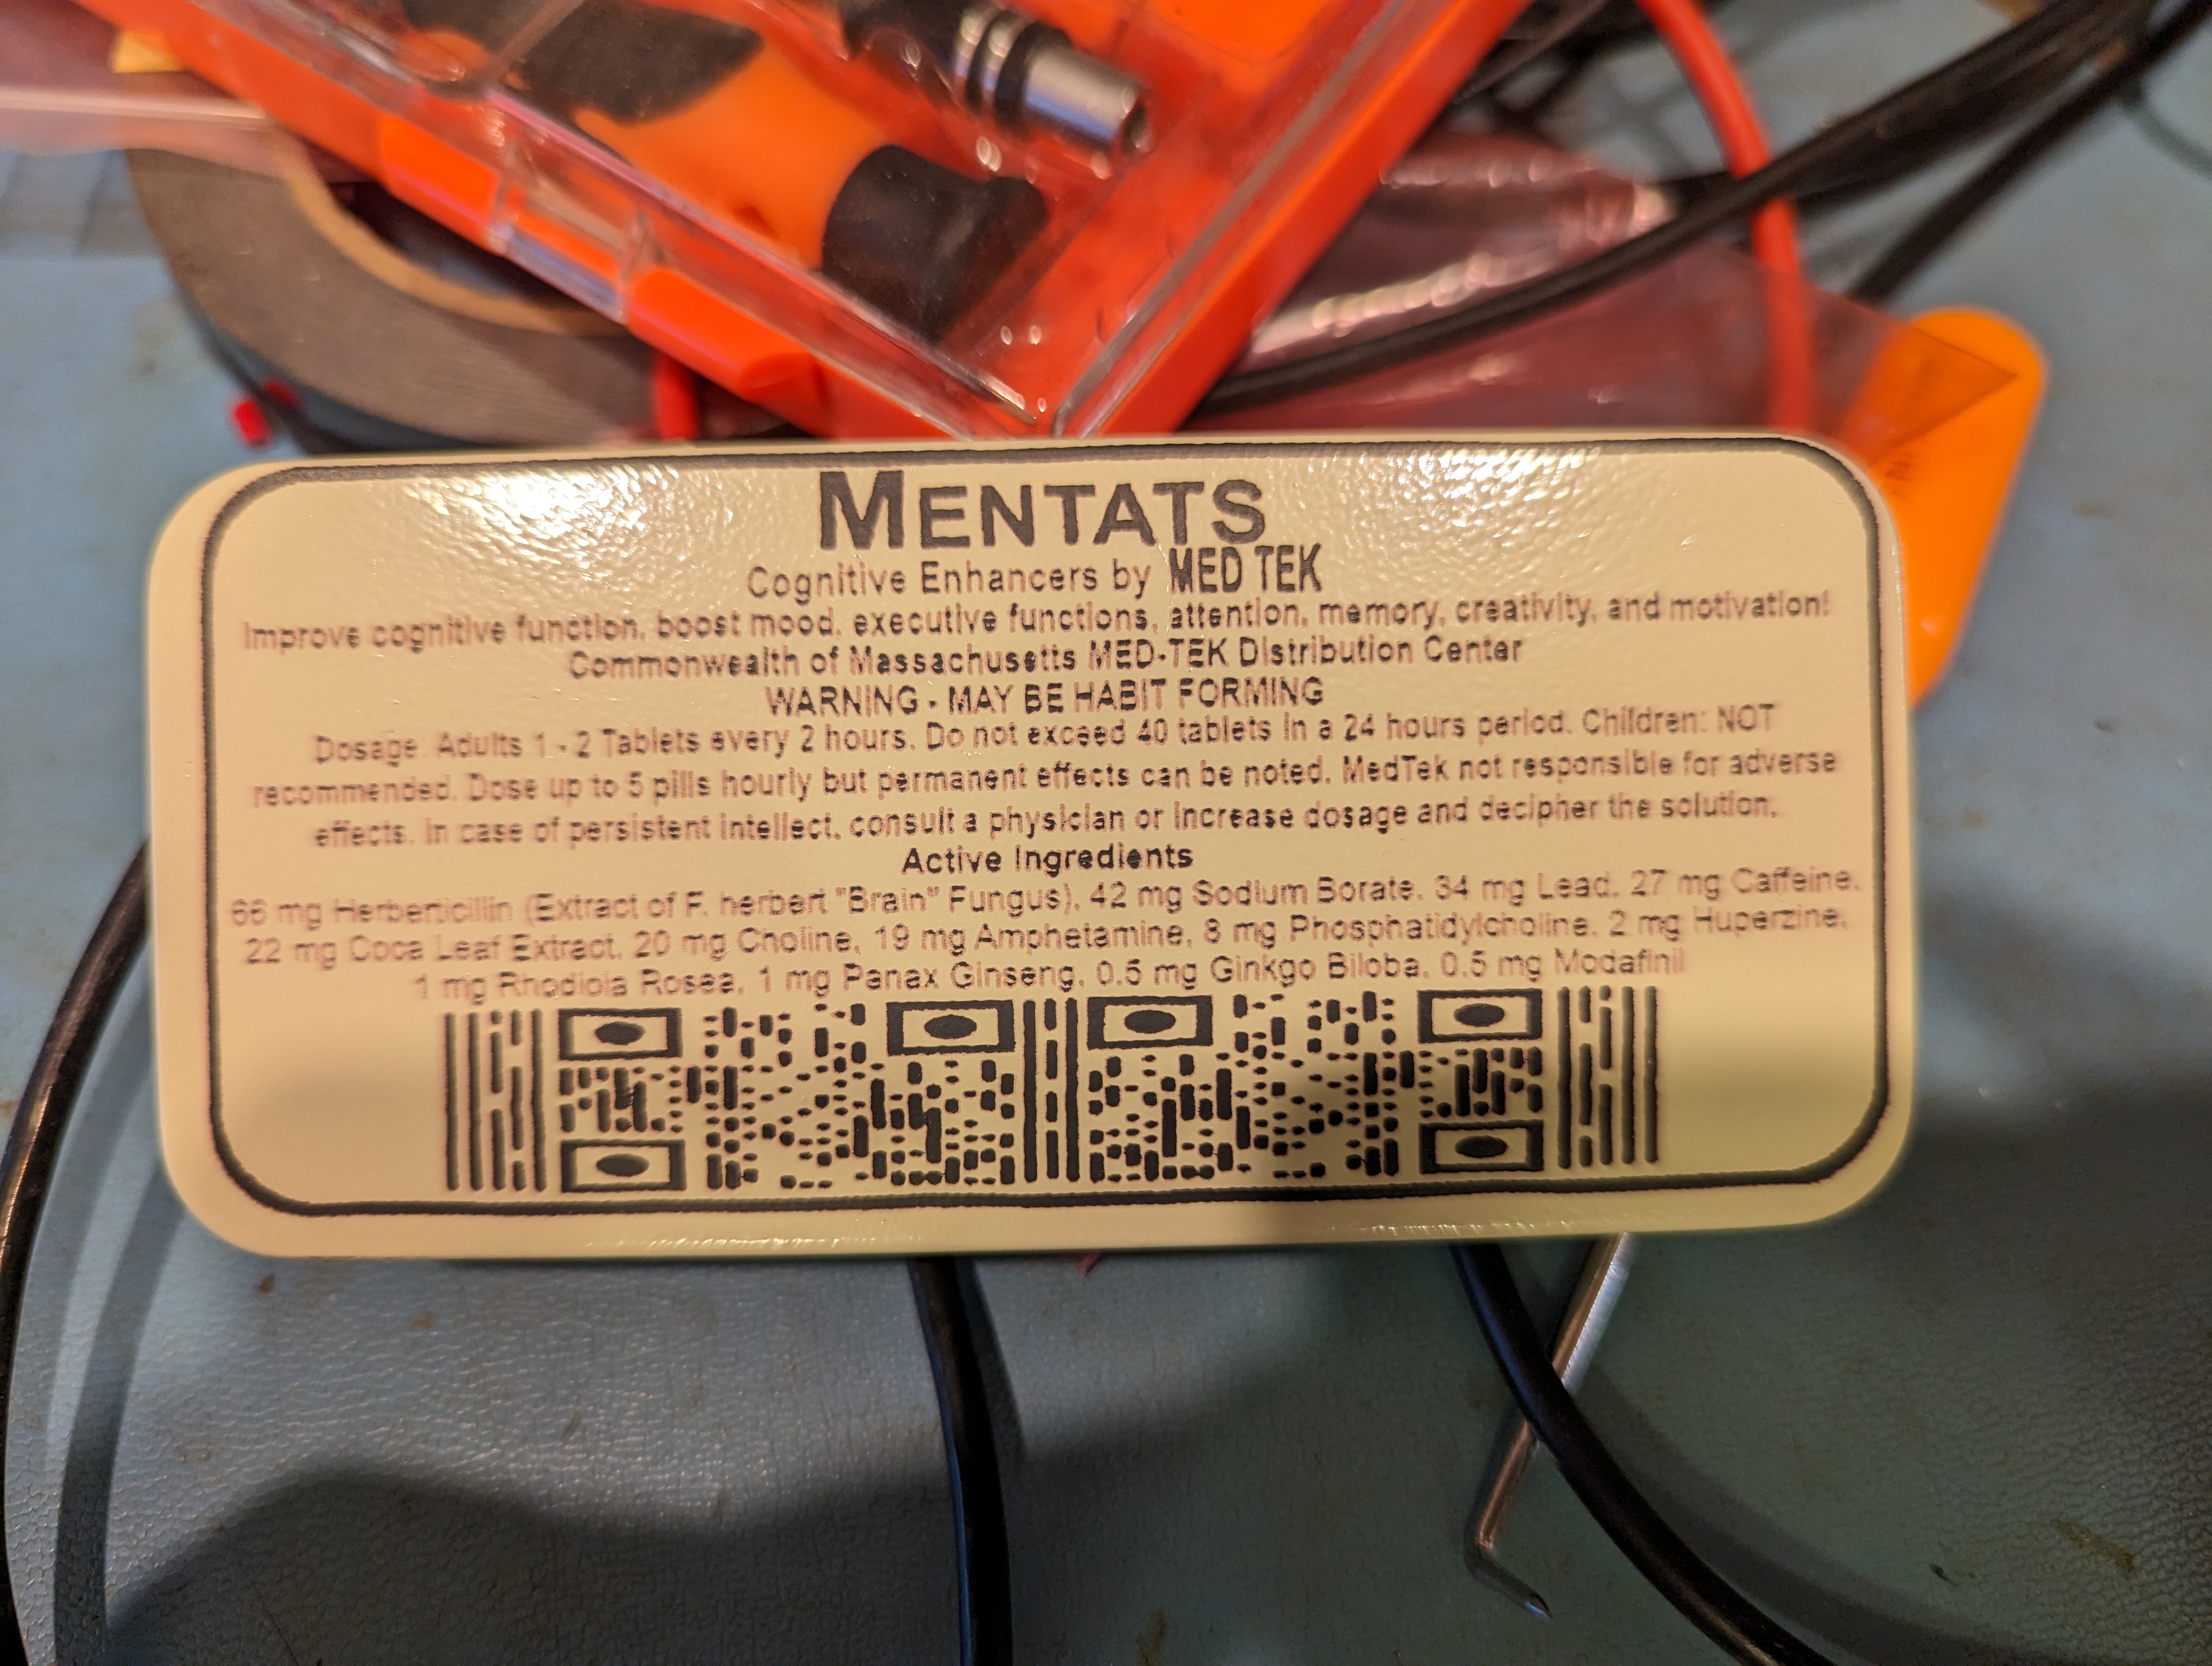 MENTATS
Cognitive Enhancers by MED TEK
Improve cognitive function, boost mood, executive functions, attention, memory, creativity, and motivation!
Commonwealth of Massachusetts MED-TEK Distribution Center
WARNING - MAY BE HABIT FORMING
Dosage: Adults 1 - 2 Tablets every 2 hours. Do not exceed 40 tablets in a 24 hours period. Children: NOT
recommended. Dose up to 5 pills hourly but permanent effects can be noted. MedTek not responsible for adverse
effects. In case of persistent intellect, consult a physician or increase dosage and decipher the solution.
Active Ingredients
66 mg Herberticillin (Extract of F. herbert "Brain" Fungus), 42 mg Sodium Borate, 34 mg Lead, 27 mg Caffeine,
22 mg Coca Leaf Extract, 20 mg Choline, 19 mg Amphetamine, 8 mg Phosphatidylcholine, 2 mg Huperzine,
1 mg Rhodiola Rosea, 1 mg Panax Ginseng, 0.5 mg Ginkgo Biloba, 0.5 mg Modafinil